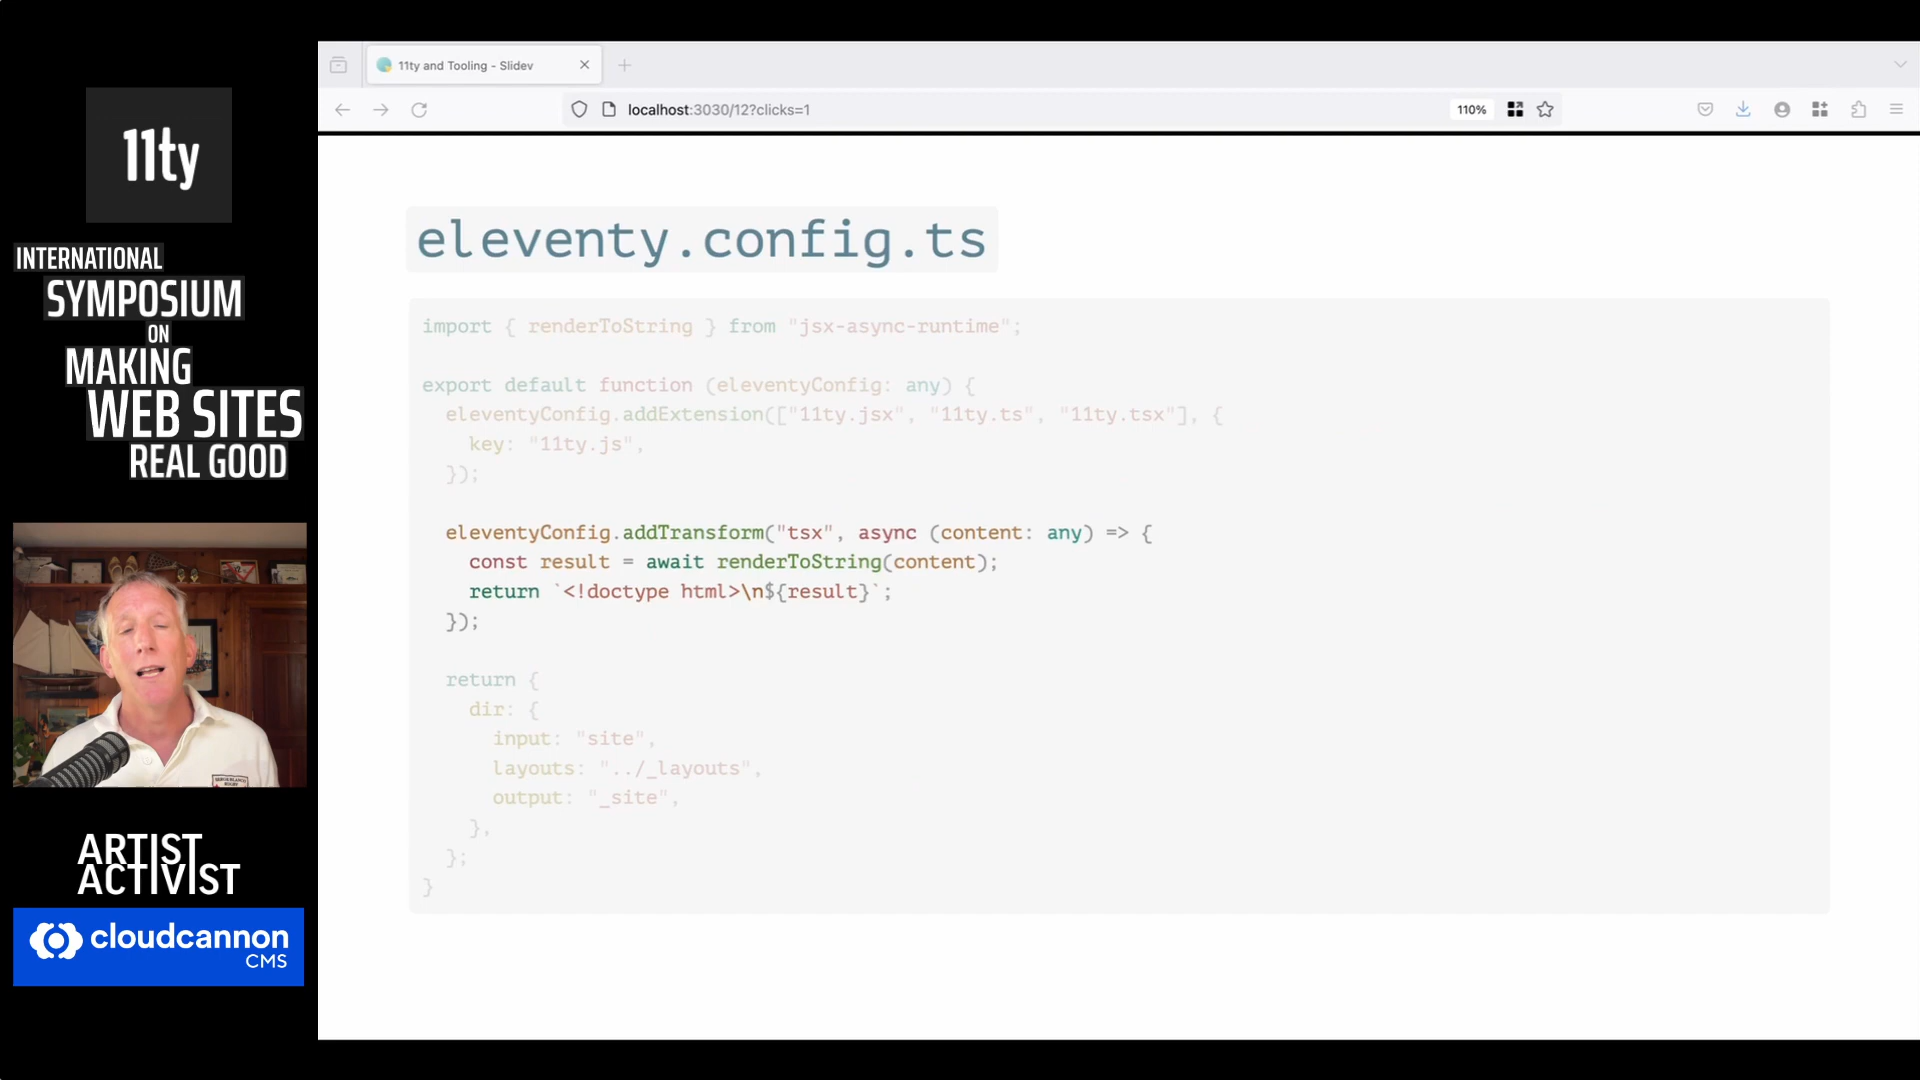 11ty
INTERNATIONAL
SYMPOSIUM
ON
MAKING
WEB SITES
REAL GOOD
ARTIST
ACTIVIST
cloudcannon
CMS
11ty and Tooling - Slidev
localhost:3030/12?clicks=1
110%
eleventy.config.ts
import { renderToString } from "jsx-async-runtime";
export default function (eleventyConfig: any) {
eleventyConfig.addExtension(["11ty.jsx", "11ty.ts", "11ty.tsx"], {
key: "11ty.js",
});
eleventyConfig.addTransform("tsx", async (content: any) => {
const result = await renderToString(content);
return `<!doctype html>\n${result}`;
});
return {
dir: {
input: "site",
layouts: "../_layouts",
output: "_site",
},
};
}